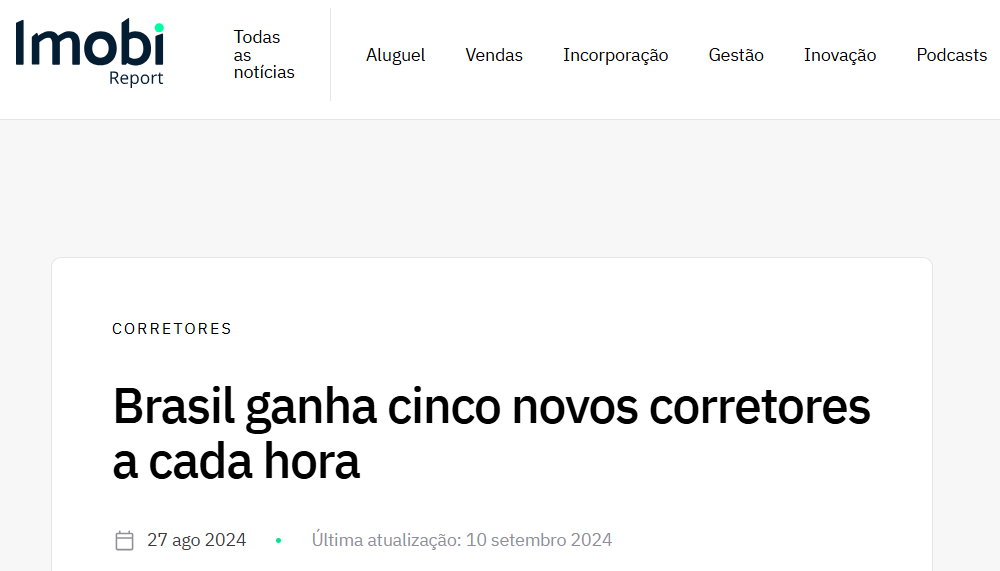 Imobi
Report
Todas
as
notícias
Aluguel
Vendas
Incorporação
Gestão
Inovação
Podcasts
CORRETORES
Brasil ganha cinco novos corretores
a cada hora
27 ago 2024 • Última atualização: 10 setembro 2024